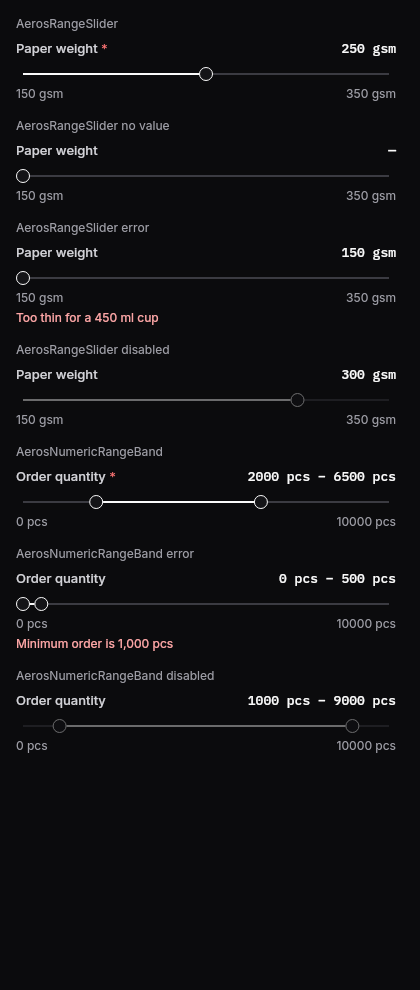 AerosRangeSlider
Paper weight * 250 gsm
150 gsm 350 gsm
AerosRangeSlider no value
Paper weight —
150 gsm 350 gsm
AerosRangeSlider error
Paper weight 150 gsm
150 gsm 350 gsm
Too thin for a 450 ml cup
AerosRangeSlider disabled
Paper weight 300 gsm
150 gsm 350 gsm
AerosNumericRangeBand
Order quantity * 2000 pcs – 6500 pcs
0 pcs 10000 pcs
AerosNumericRangeBand error
Order quantity 0 pcs – 500 pcs
0 pcs 10000 pcs
Minimum order is 1,000 pcs
AerosNumericRangeBand disabled
Order quantity 1000 pcs – 9000 pcs
0 pcs 10000 pcs